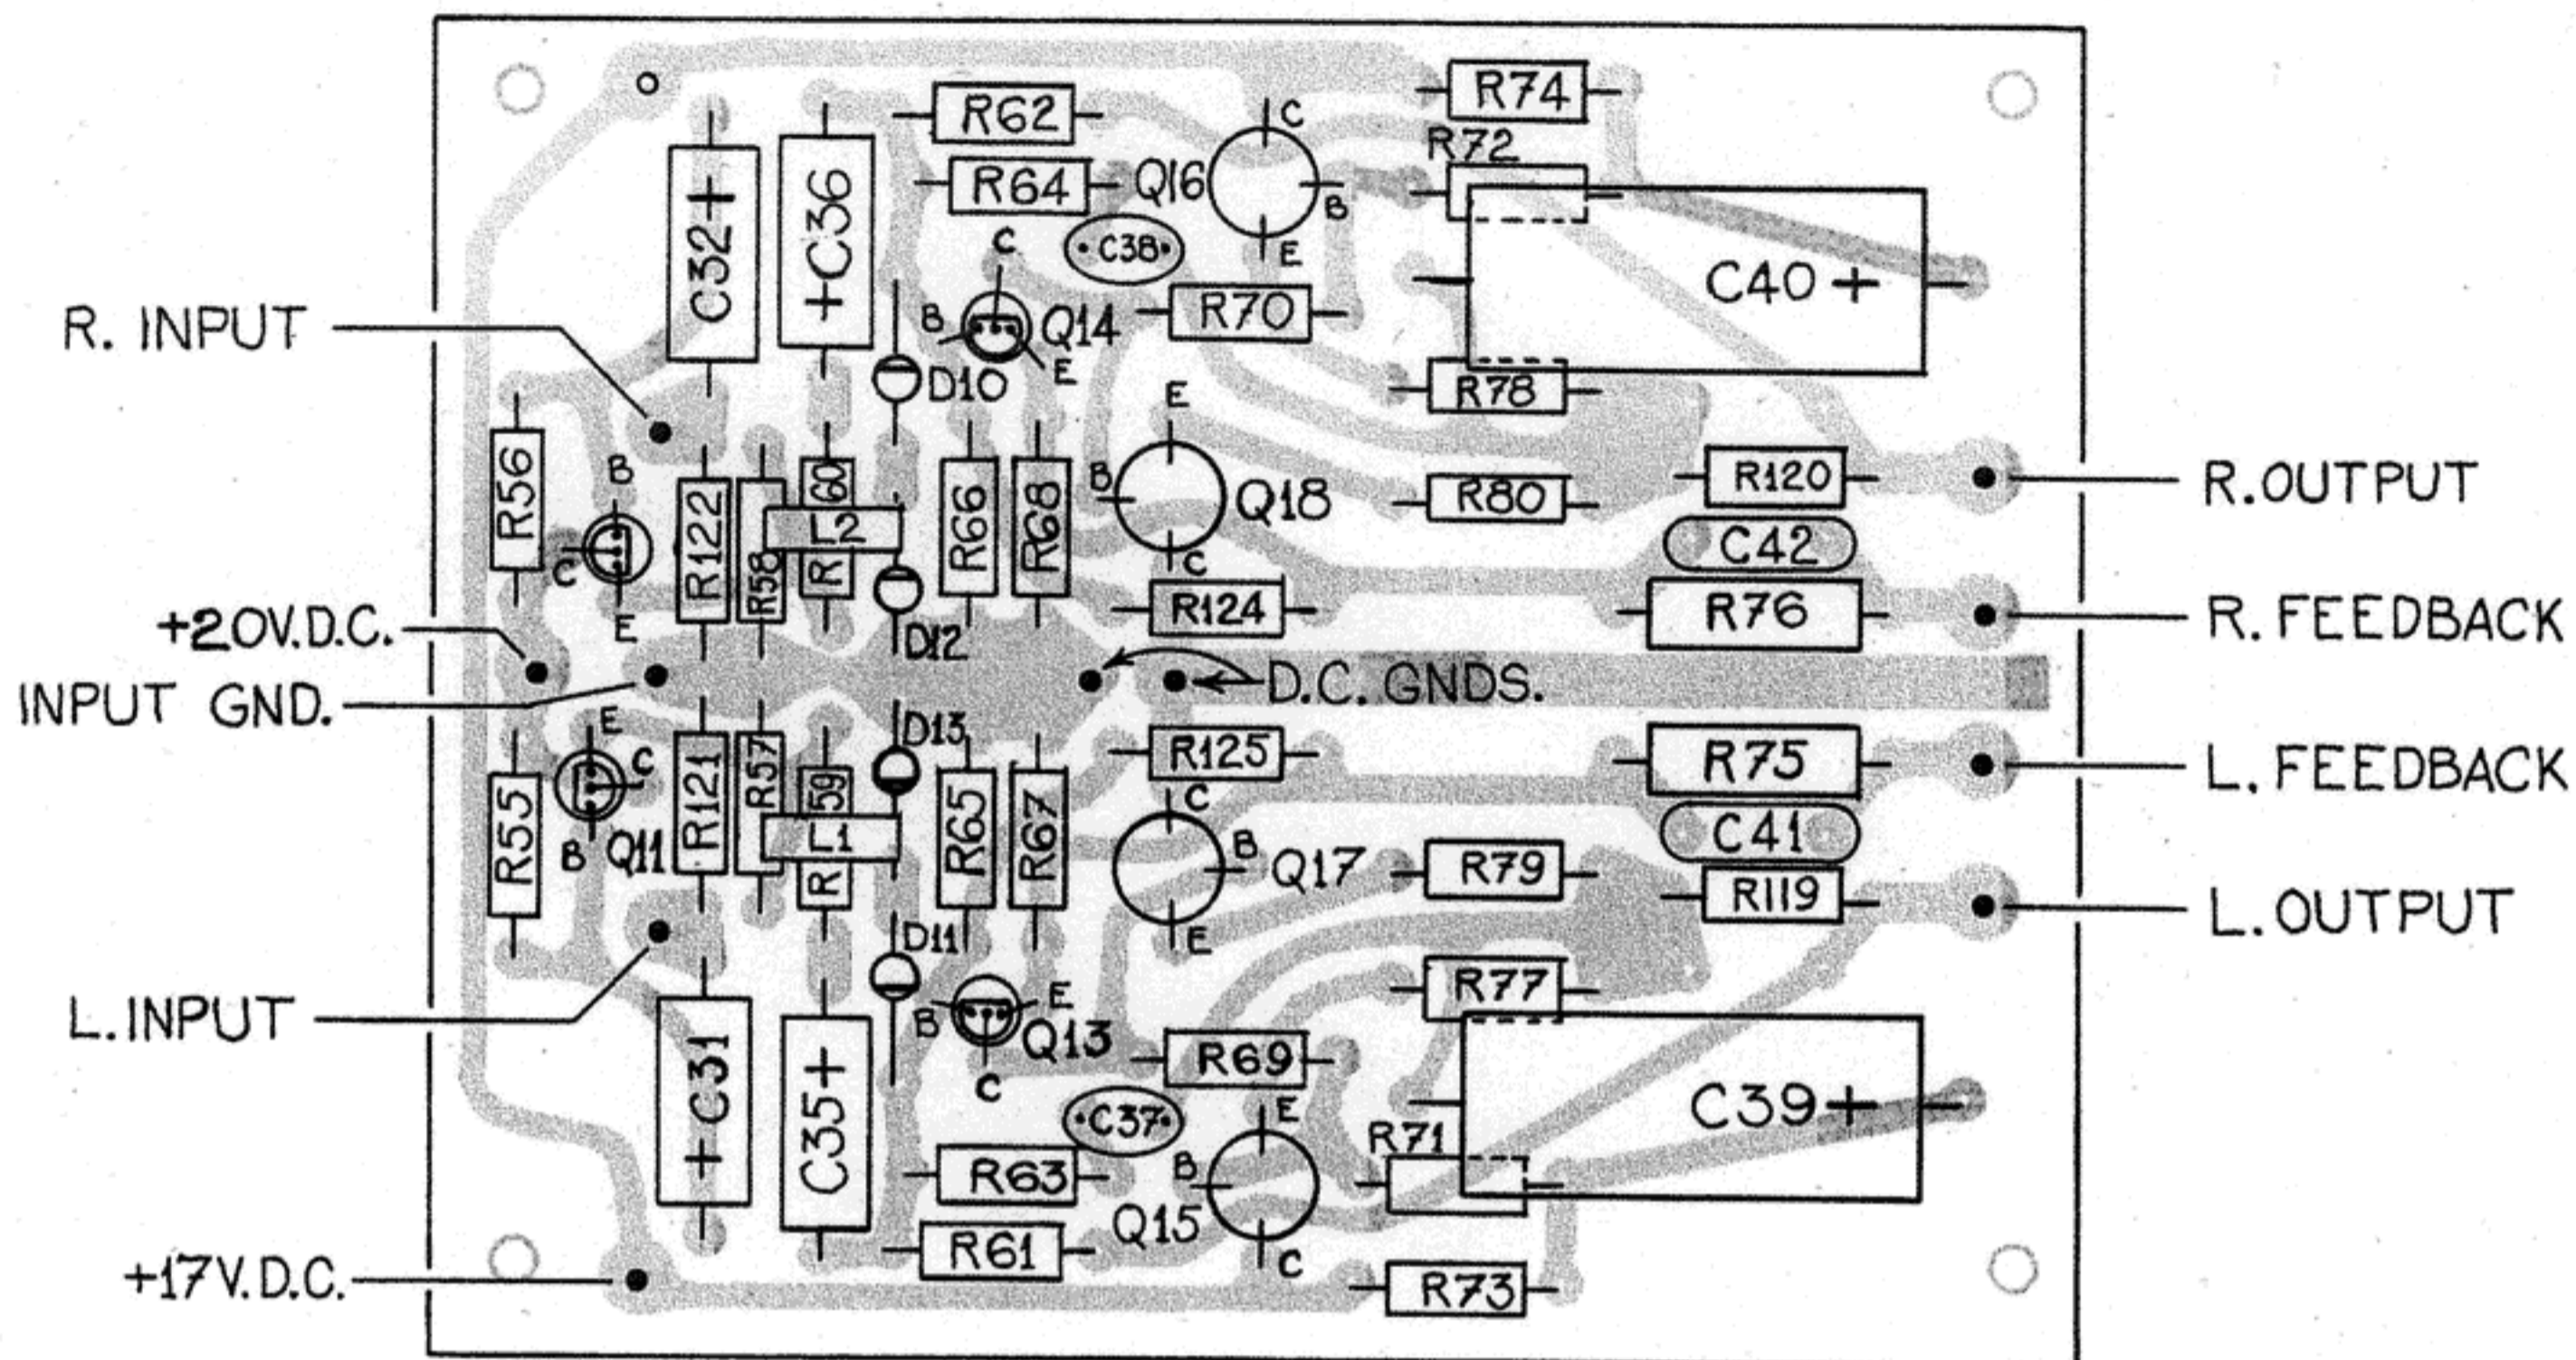 R74
R62
C
R72
R64
Q16
B
C32+
+C36
C38
C
E
C40 +
R. INPUT
B
Q14
R70
E
D10
R78
E
R56
B
R122
R58
R60
L2
R66
R68
B
Q18
R80
R120
R.OUTPUT
C42
C
C
E
R124
R76
R. FEEDBACK
+20V.D.C.
D12
INPUT GND.
D.C. GNDS.
E
C
B
Q11
D13
R125
R75
L. FEEDBACK
R55
R121
R57
R59
L1
R65
R67
C
B
Q17
E
C41
R79
R119
L.OUTPUT
D11
R77
L.INPUT
B
E
Q13
C
R69
+C31
C35+
C37
E
C39+
R71
B
R63
Q15
R61
C
+17V.D.C.
R73